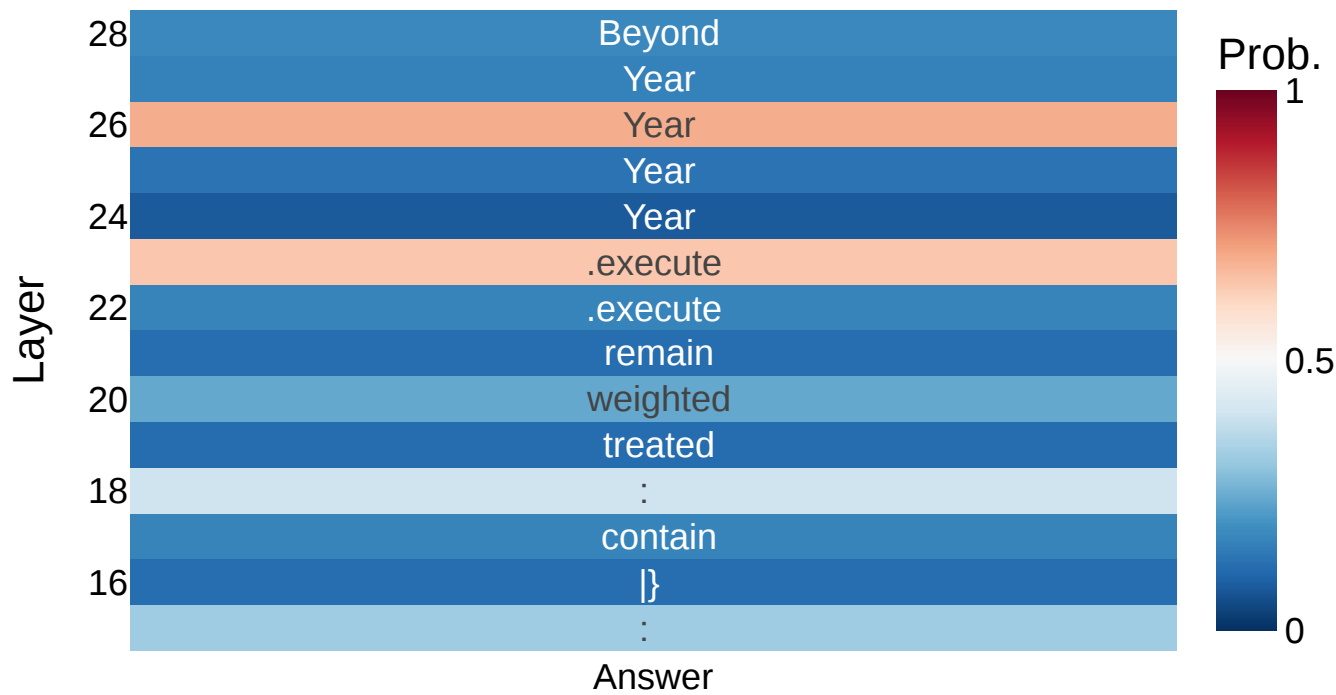 28 Beyond
Year
26 Year
Year
24 Year
.execute
22 .execute
remain
20 weighted
treated
18 :
contain
16 |}
:
Answer
Layer
Prob.
1
0.5
0